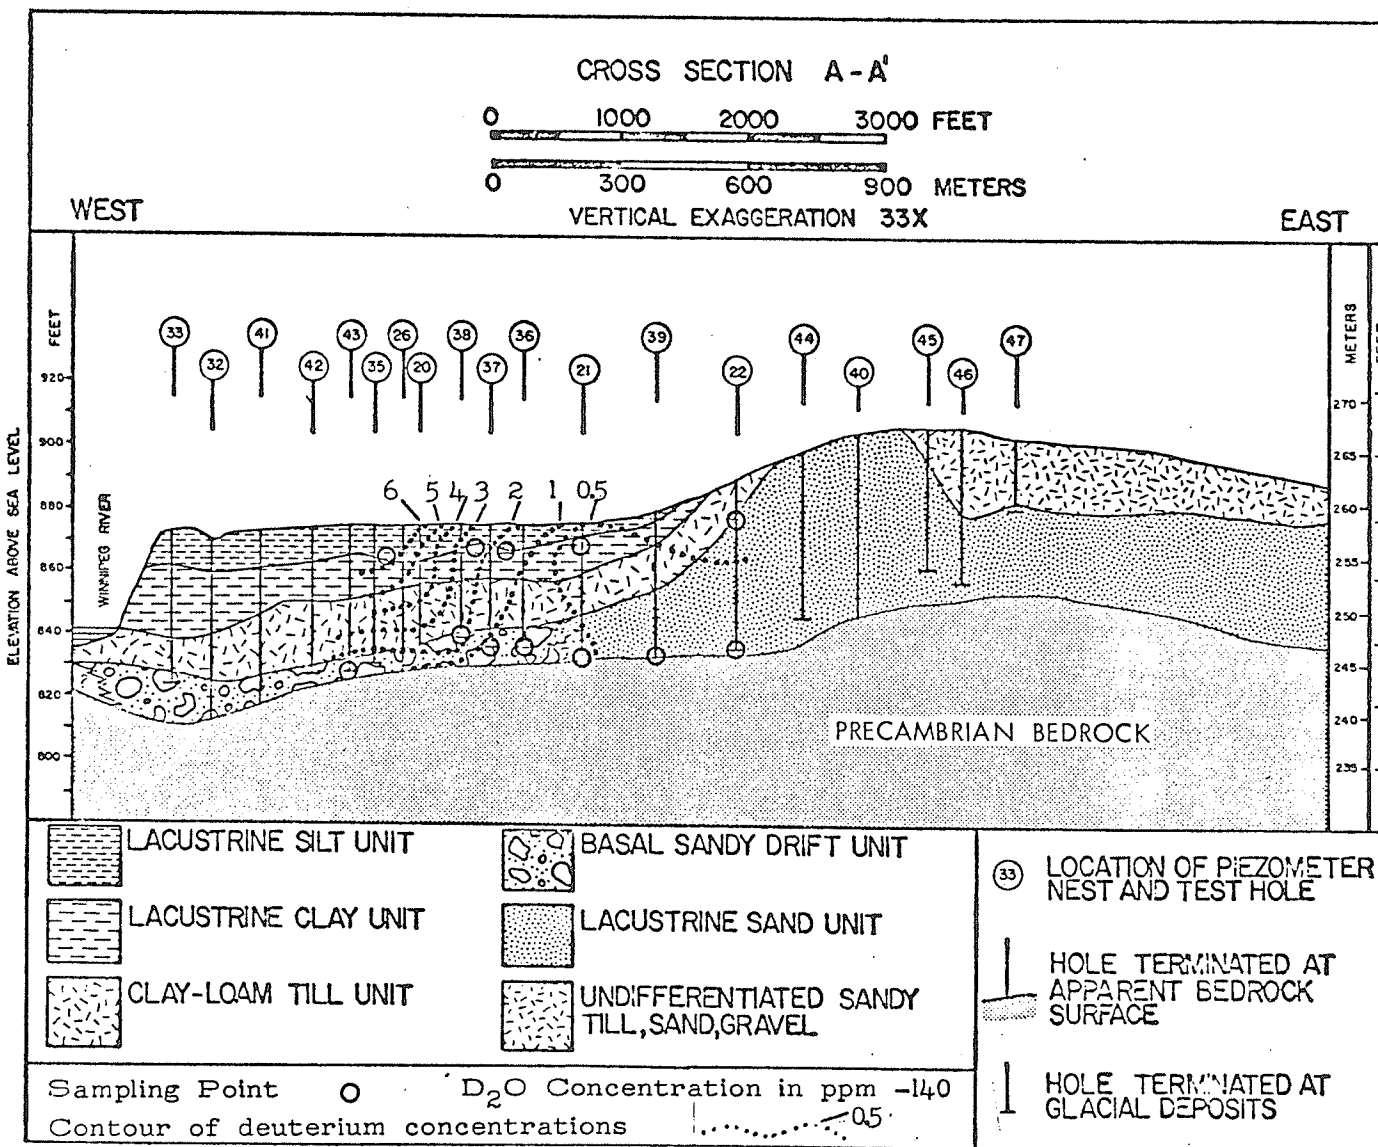 CROSS SECTION A-A'
0 1000 2000 3000 FEET
0 300 600 900 METERS
VERTICAL EXAGGERATION 33X
WEST
EAST
FEET
METERS
ELEVATION ABOVE SEA LEVEL
WINNIPEG RIVER
33 41 43 26 38 36 39 44 45 47
32 42 35 20 37 21 22 40 46
920
900
880
860
840
820
800
270
265
260
255
250
245
240
235
6 5 4 3 2 1 0.5
PRECAMBRIAN BEDROCK
LACUSTRINE SILT UNIT
LACUSTRINE CLAY UNIT
CLAY-LOAM TILL UNIT
BASAL SANDY DRIFT UNIT
LACUSTRINE SAND UNIT
UNDIFFERENTIATED SANDY
TILL, SAND, GRAVEL
33 LOCATION OF PIEZOMETER
NEST AND TEST HOLE
HOLE TERMINATED AT
APPARENT BEDROCK
SURFACE
HOLE TERMINATED AT
GLACIAL DEPOSITS
Sampling Point O D₂O Concentration in ppm -140
Contour of deuterium concentrations 0.5